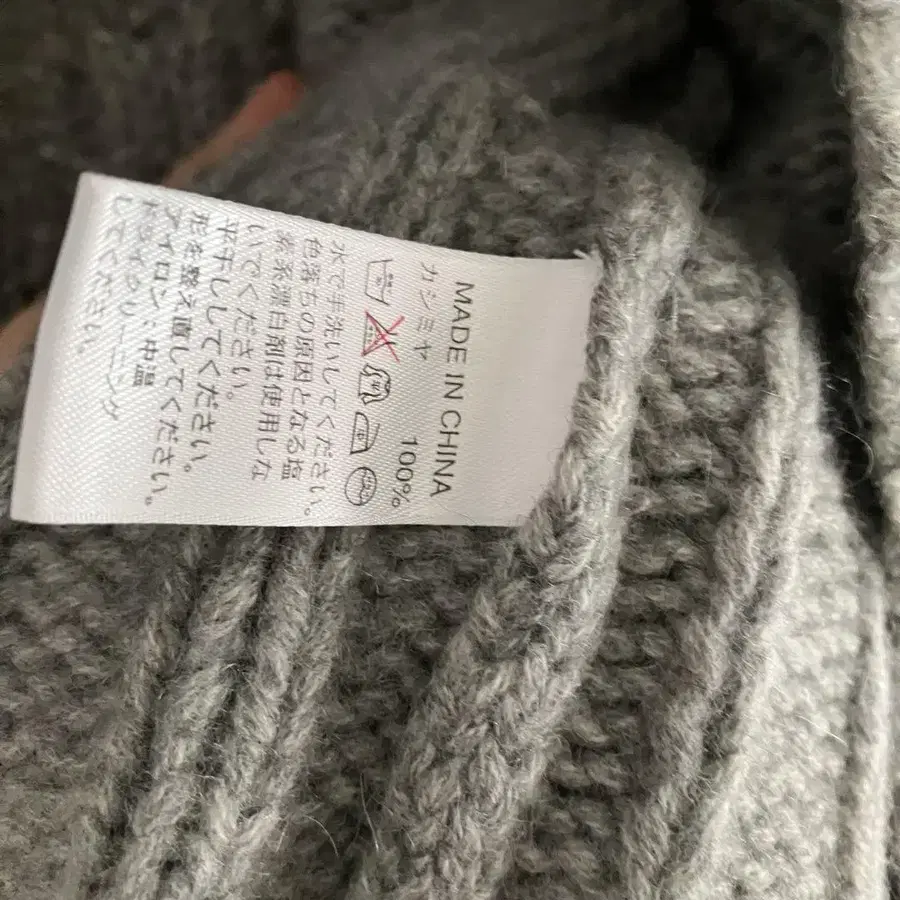 MADE IN CHINA
カシミヤ 100%
水で手洗いしてください。
色落ちの原因となる塩
素系漂白剤は使用しな
いでください。
平干ししてください。
形を整え直してください。
アイロン:中温
ドライクリーニング
してください。